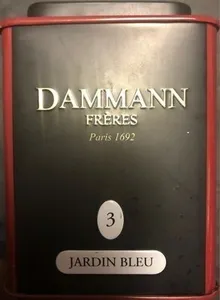 DAMMANN
FRÈRES
Paris 1692
3
JARDIN BLEU